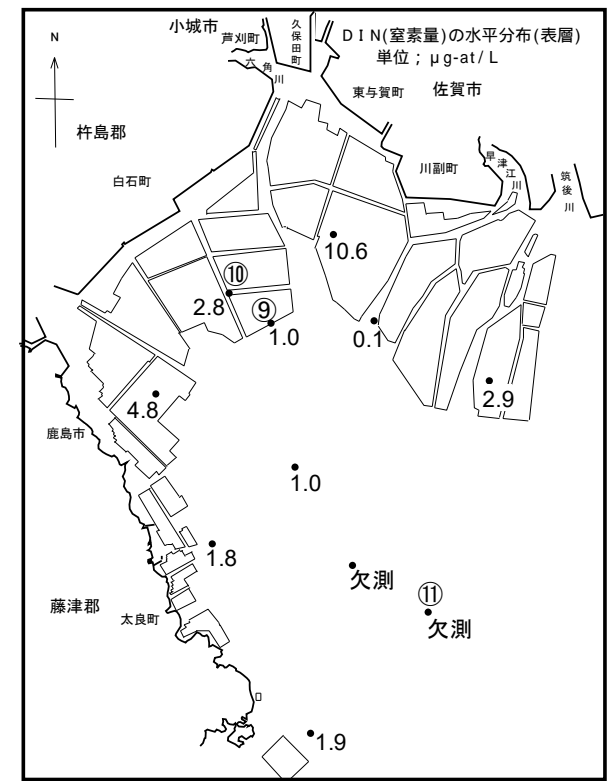 小城市
芦刈町
久保田町
DIN(窒素量)の水平分布(表層)
単位；μg-at/L
N
六角川
東与賀町
佐賀市
杵島郡
川副町
早津江川
筑後川
白石町
10.6
⑩
2.8
⑨
1.0
0.1
2.9
4.8
鹿島市
1.0
1.8
欠測
⑪
欠測
藤津郡
太良町
1.9